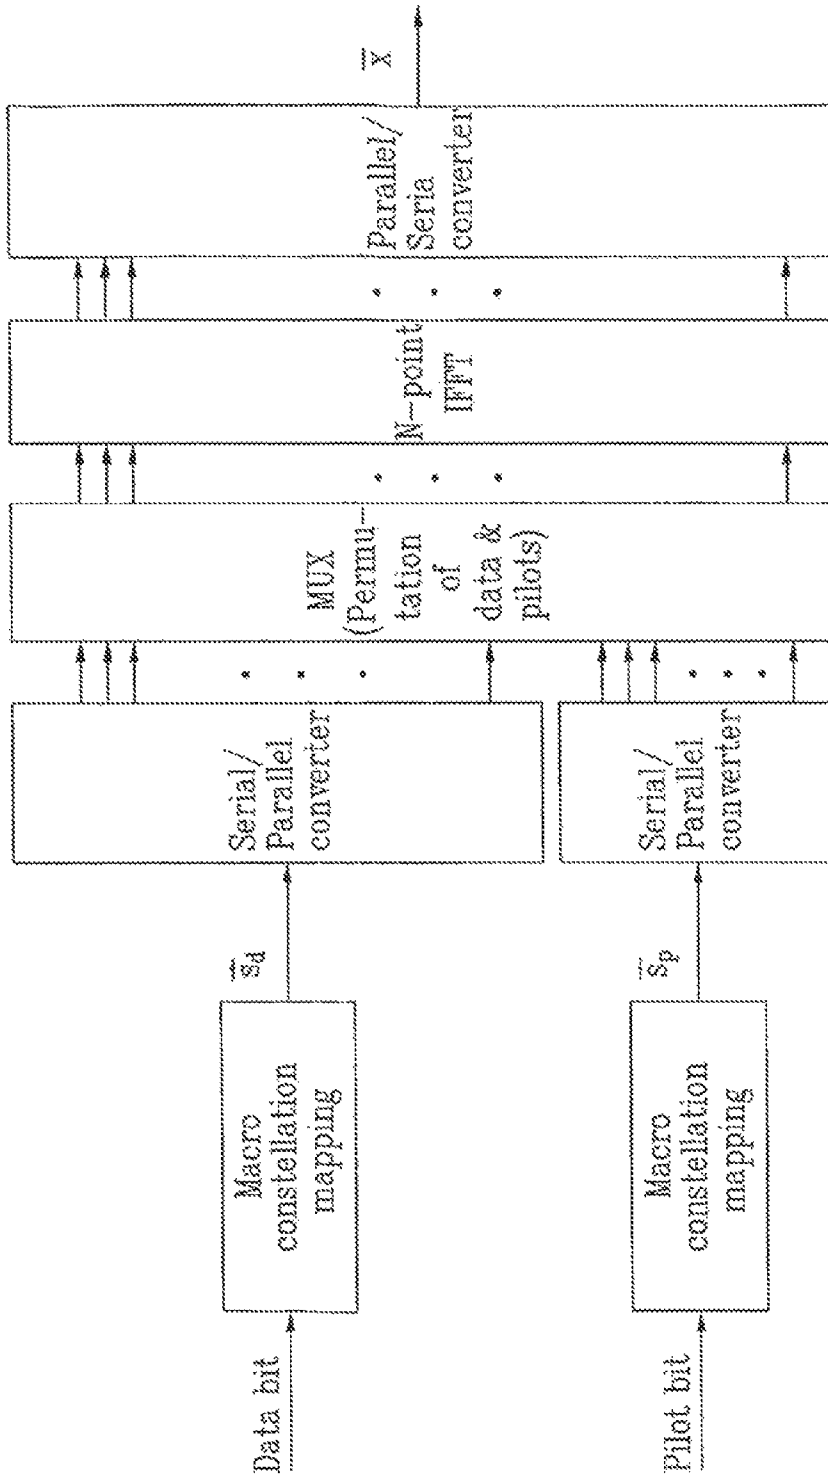 Data bit
Macro
constellation
mapping
s̅d
Serial/
Parallel
converter
Pilot bit
Macro
constellation
mapping
s̅p
Serial/
Parallel
converter
MUX
(Permu-
tation
of
data &
pilots)
N-point
IFFT
Parallel/
Seria
converter
x̅